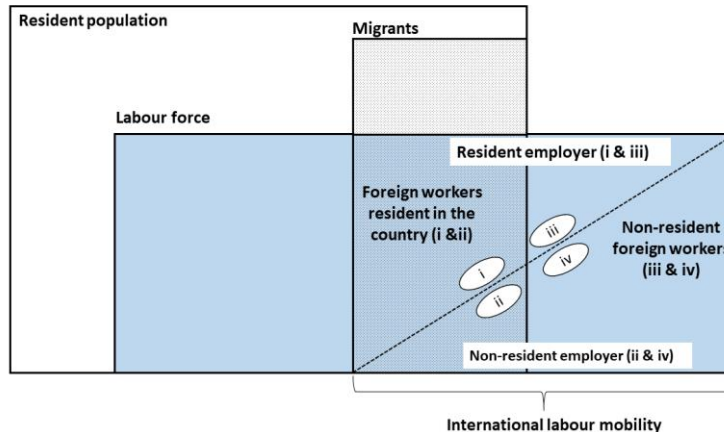 Resident population
Migrants
Labour force
Resident employer (i & iii)
Foreign workers
resident in the
country (i &ii)
Non-resident
foreign workers
(iii & iv)
iii
iv
i
ii
Non-resident employer (ii & iv)
International labour mobility